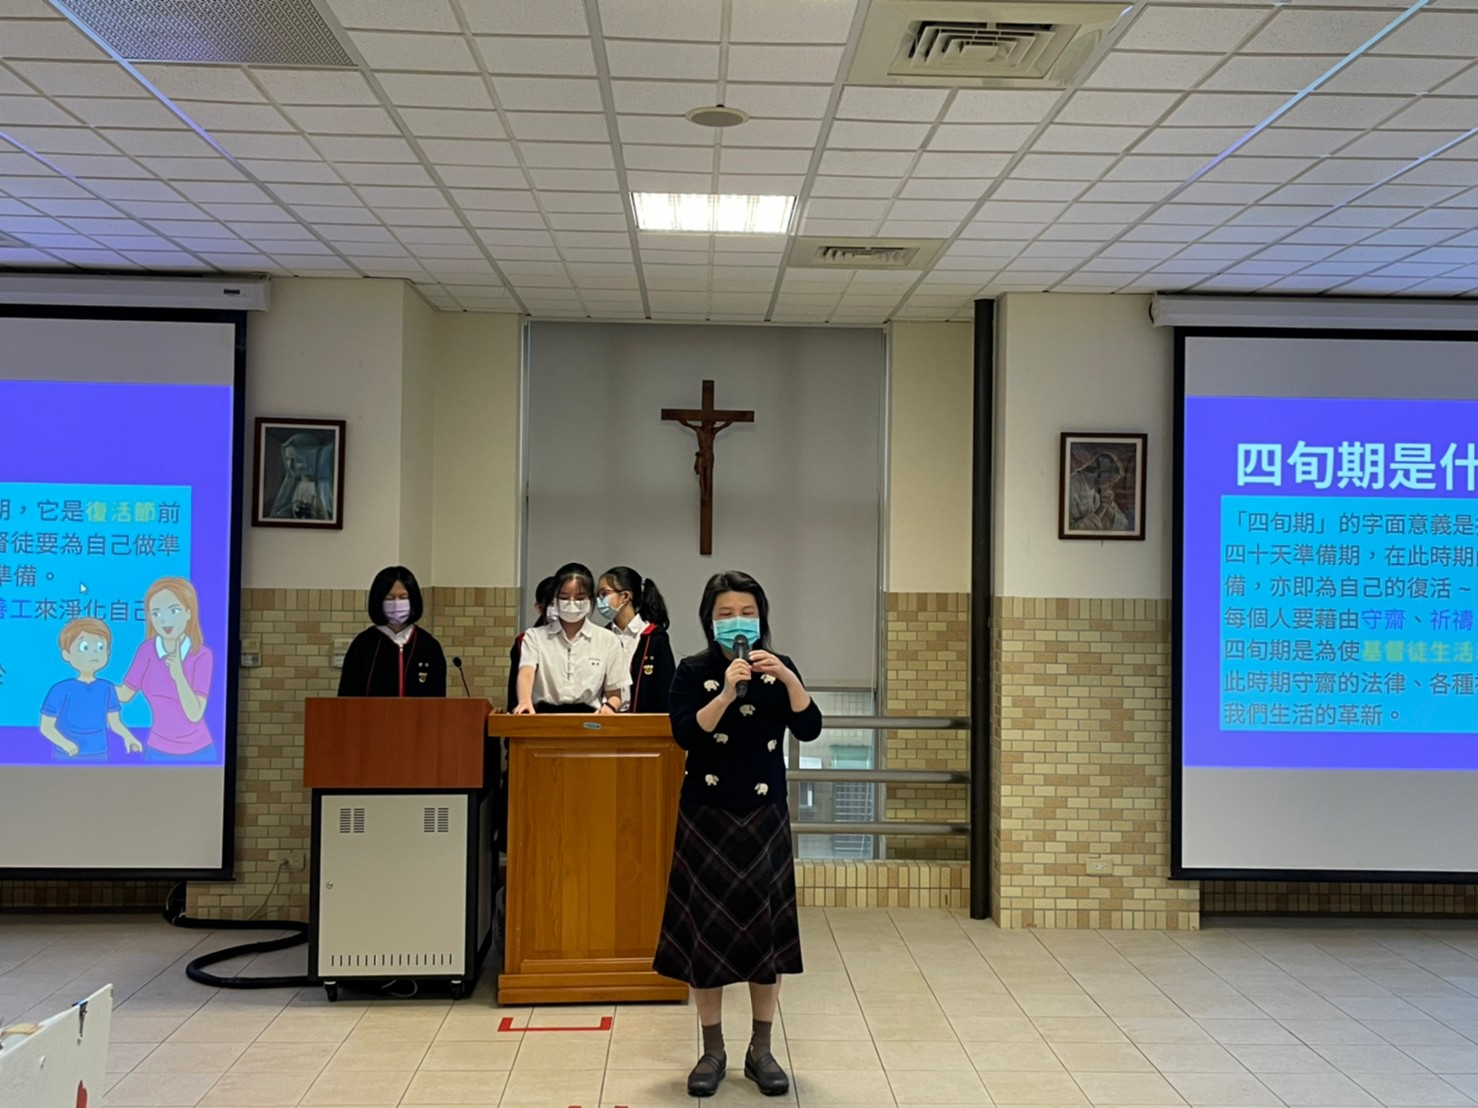 期，它是復活節前
督徒要為自己做準
準備。
善工來淨化自己
於
四旬期是什
「四旬期」的字面意義是
四十天準備期，在此時期
備，亦即為自己的復活～
每個人要藉由守齋、祈禱
四旬期是為使基督徒生活
此時期守齋的法律、各種
我們生活的革新。